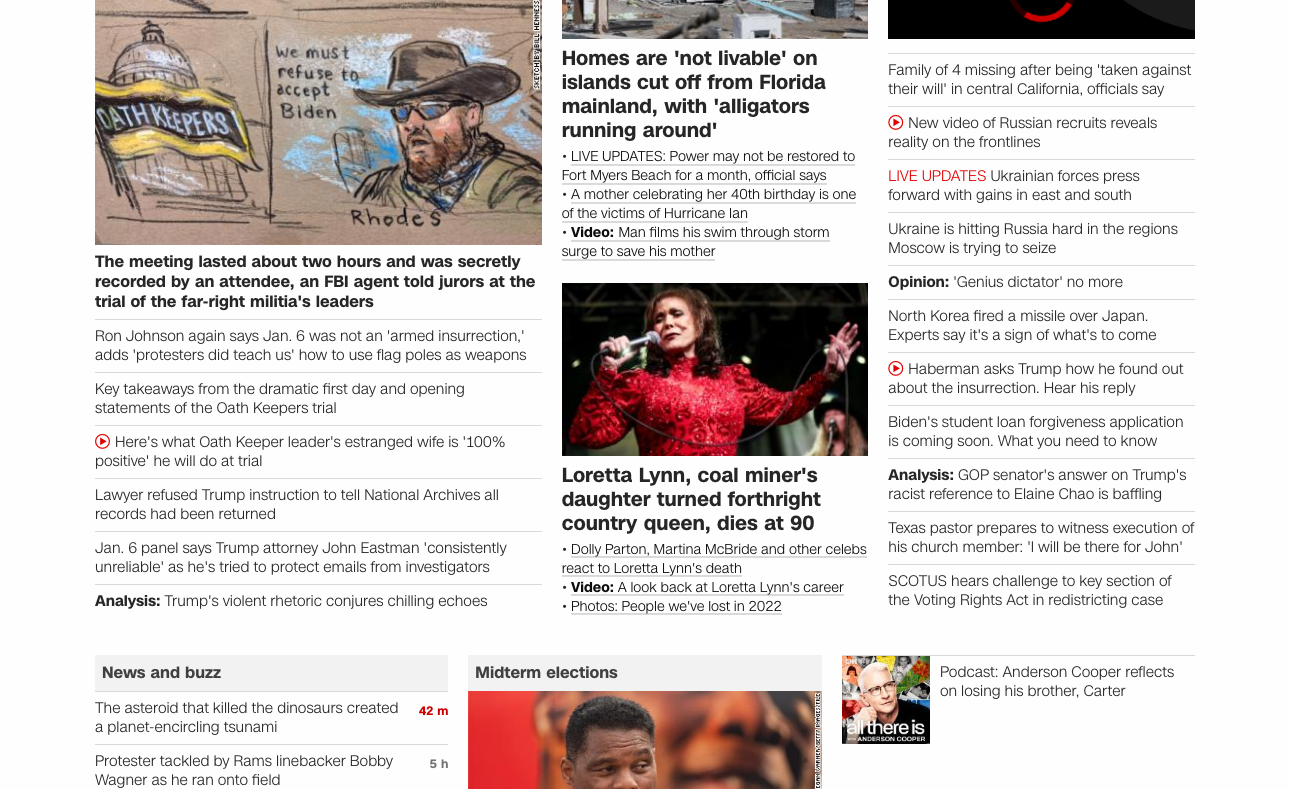 We must
refuse to
accept
Biden
OATH KEEPERS
Rhodes
The meeting lasted about two hours and was secretly
recorded by an attendee, an FBI agent told jurors at the
trial of the far-right militia's leaders
Ron Johnson again says Jan. 6 was not an 'armed insurrection,'
adds 'protesters did teach us' how to use flag poles as weapons
Key takeaways from the dramatic first day and opening
statements of the Oath Keepers trial
Here's what Oath Keeper leader's estranged wife is '100%
positive' he will do at trial
Lawyer refused Trump instruction to tell National Archives all
records had been returned
Jan. 6 panel says Trump attorney John Eastman 'consistently
unreliable' as he's tried to protect emails from investigators
Analysis: Trump's violent rhetoric conjures chilling echoes
Homes are 'not livable' on
islands cut off from Florida
mainland, with 'alligators
running around'
• LIVE UPDATES: Power may not be restored to
Fort Myers Beach for a month, official says
• A mother celebrating her 40th birthday is one
of the victims of Hurricane Ian
• Video: Man films his swim through storm
surge to save his mother
Loretta Lynn, coal miner's
daughter turned forthright
country queen, dies at 90
• Dolly Parton, Martina McBride and other celebs
react to Loretta Lynn's death
• Video: A look back at Loretta Lynn's career
• Photos: People we've lost in 2022
Family of 4 missing after being 'taken against
their will' in central California, officials say
New video of Russian recruits reveals
reality on the frontlines
LIVE UPDATES Ukrainian forces press
forward with gains in east and south
Ukraine is hitting Russia hard in the regions
Moscow is trying to seize
Opinion: 'Genius dictator' no more
North Korea fired a missile over Japan.
Experts say it's a sign of what's to come
Haberman asks Trump how he found out
about the insurrection. Hear his reply
Biden's student loan forgiveness application
is coming soon. What you need to know
Analysis: GOP senator's answer on Trump's
racist reference to Elaine Chao is baffling
Texas pastor prepares to witness execution of
his church member: 'I will be there for John'
SCOTUS hears challenge to key section of
the Voting Rights Act in redistricting case
News and buzz
The asteroid that killed the dinosaurs created
a planet-encircling tsunami
42 m
Protester tackled by Rams linebacker Bobby
Wagner as he ran onto field
5 h
Midterm elections
all there is
ANDERSON COOPER
Podcast: Anderson Cooper reflects
on losing his brother, Carter